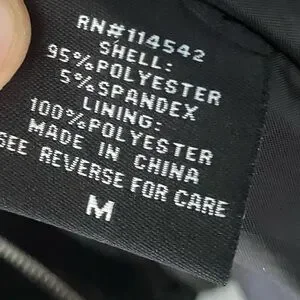 RN#114542
SHELL:
95%POLYESTER
5%SPANDEX
LINING:
100%POLYESTER
MADE IN CHINA
SEE REVERSE FOR CARE
M